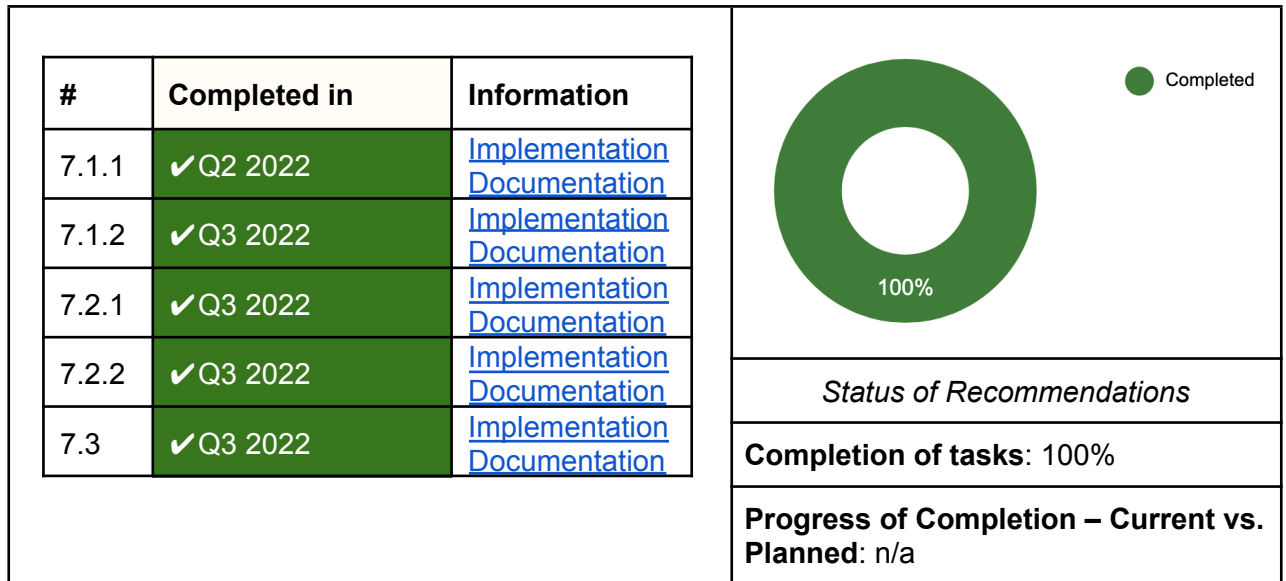 # Completed in Information
7.1.1 ✔Q2 2022 Implementation
Documentation
7.1.2 ✔Q3 2022 Implementation
Documentation
7.2.1 ✔Q3 2022 Implementation
Documentation
7.2.2 ✔Q3 2022 Implementation
Documentation
7.3 ✔Q3 2022 Implementation
Documentation
Completed
100%
Status of Recommendations
Completion of tasks: 100%
Progress of Completion – Current vs.
Planned: n/a